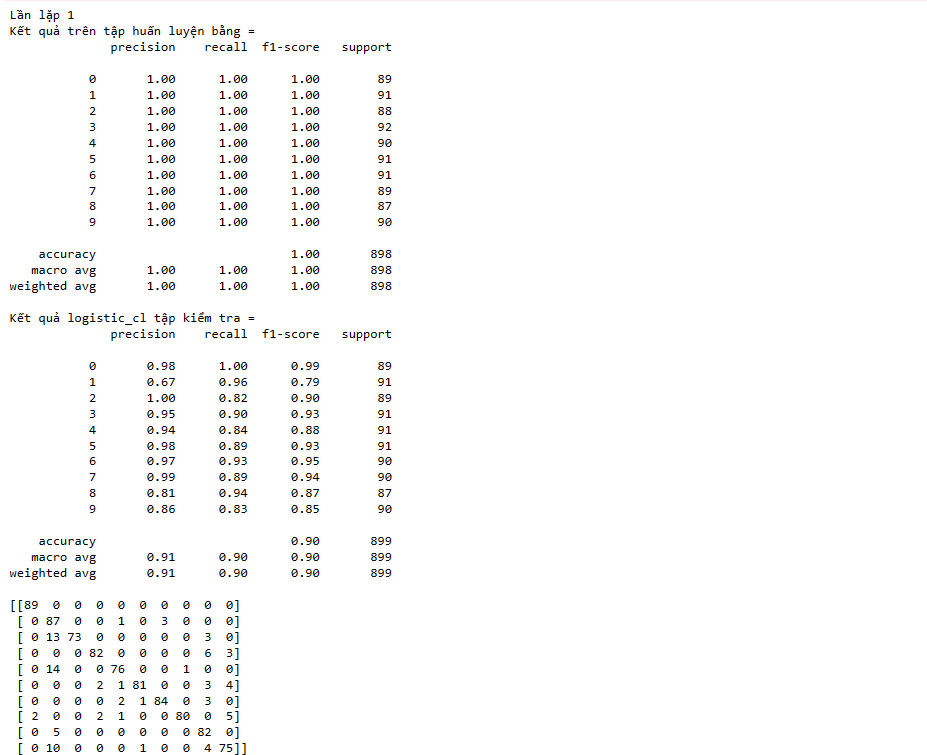 Lần lặp 1
Kết quả trên tập huấn luyện bằng =
precision recall f1-score support
0 1.00 1.00 1.00 89
1 1.00 1.00 1.00 91
2 1.00 1.00 1.00 88
3 1.00 1.00 1.00 92
4 1.00 1.00 1.00 90
5 1.00 1.00 1.00 91
6 1.00 1.00 1.00 91
7 1.00 1.00 1.00 89
8 1.00 1.00 1.00 87
9 1.00 1.00 1.00 90
accuracy 1.00 898
macro avg 1.00 1.00 1.00 898
weighted avg 1.00 1.00 1.00 898
Kết quả logistic_cl tập kiểm tra =
precision recall f1-score support
0 0.98 1.00 0.99 89
1 0.67 0.96 0.79 91
2 1.00 0.82 0.90 89
3 0.95 0.90 0.93 91
4 0.94 0.84 0.88 91
5 0.98 0.89 0.93 91
6 0.97 0.93 0.95 90
7 0.99 0.89 0.94 90
8 0.81 0.94 0.87 87
9 0.86 0.83 0.85 90
accuracy 0.90 899
macro avg 0.91 0.90 0.90 899
weighted avg 0.91 0.90 0.90 899
[[89 0 0 0 0 0 0 0 0 0]
[ 0 87 0 0 1 0 3 0 0 0]
[ 0 13 73 0 0 0 0 0 3 0]
[ 0 0 0 82 0 0 0 0 6 3]
[ 0 14 0 0 76 0 0 1 0 0]
[ 0 0 0 2 1 81 0 0 3 4]
[ 0 0 0 0 2 1 84 0 3 0]
[ 2 0 0 2 1 0 0 80 0 5]
[ 0 5 0 0 0 0 0 0 82 0]
[ 0 10 0 0 0 1 0 0 4 75]]